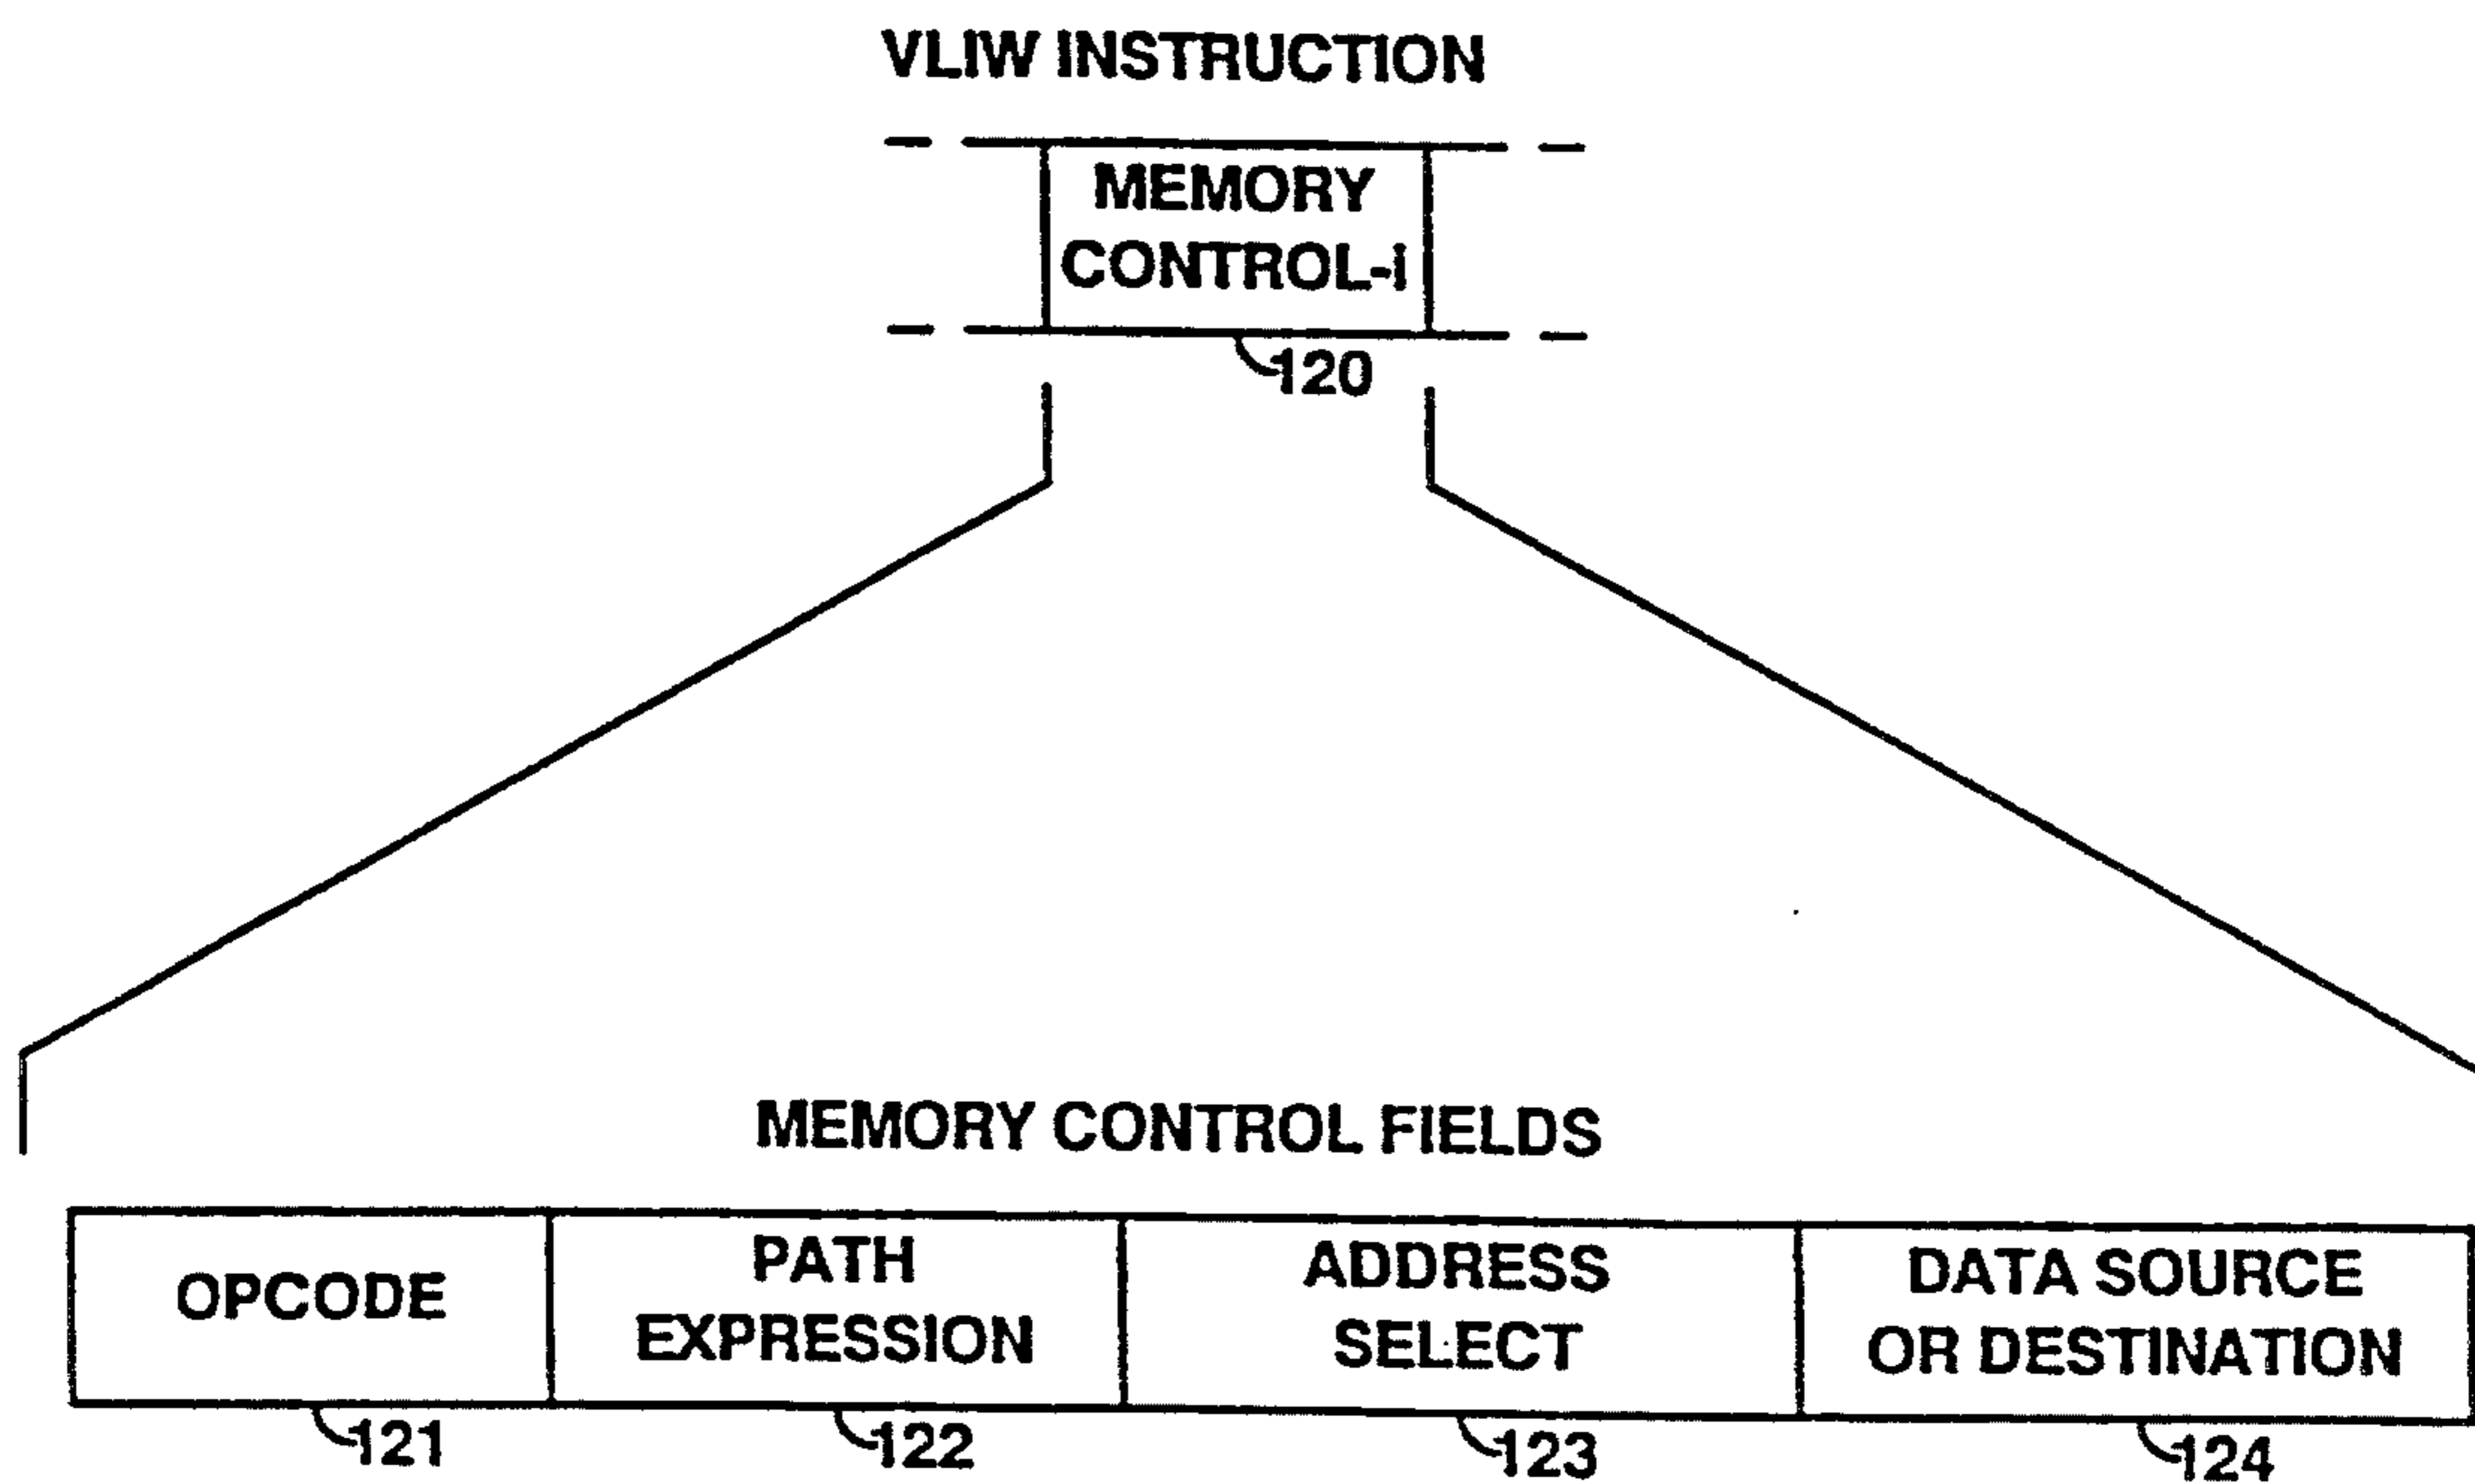 VLIW INSTRUCTION
MEMORY
CONTROL-i
120
MEMORY CONTROL FIELDS
OPCODE
PATH
EXPRESSION
ADDRESS
SELECT
DATA SOURCE
OR DESTINATION
121
122
123
124